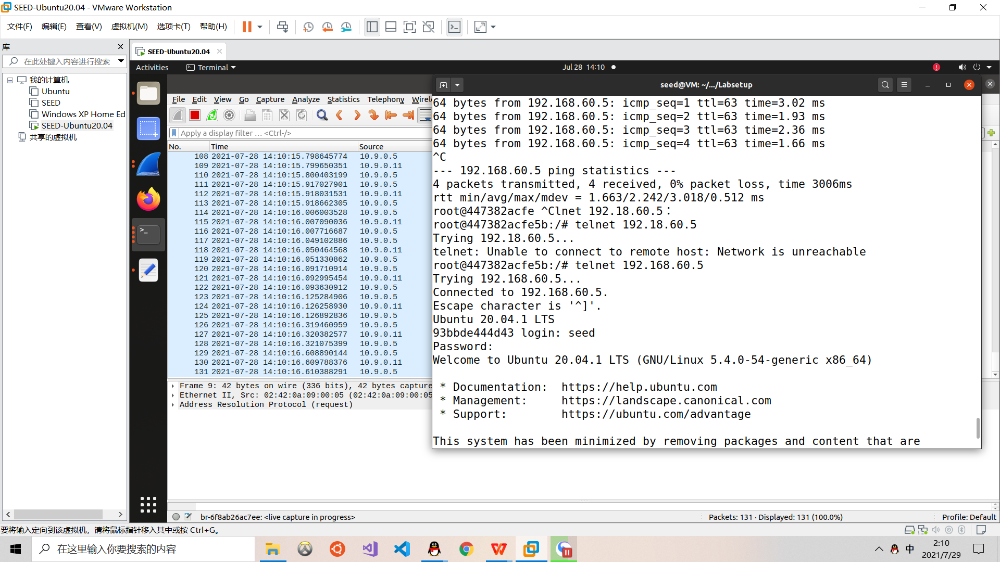 SEED-Ubuntu20.04 - VMware Workstation
文件(F) 编辑(E) 查看(V) 虚拟机(M) 选项卡(T) 帮助(H)
库
在此处键入内容进行搜索
我的计算机
Ubuntu
SEED
Windows XP Home Ed
SEED-Ubuntu20.04
共享的虚拟机
SEED-Ubuntu20.04
Activities Terminal Jul 28 14:10
File Edit View Go Capture Analyze Statistics Telephony Wirel
Apply a display filter … <Ctrl-/>
No. Time Source
108 2021-07-28 14:10:15.798645774 10.9.0.5
109 2021-07-28 14:10:15.799650351 10.9.0.11
110 2021-07-28 14:10:15.800403199 10.9.0.5
111 2021-07-28 14:10:15.917027901 10.9.0.5
112 2021-07-28 14:10:15.918031531 10.9.0.11
113 2021-07-28 14:10:15.918662305 10.9.0.5
114 2021-07-28 14:10:16.006003528 10.9.0.5
115 2021-07-28 14:10:16.007090036 10.9.0.11
116 2021-07-28 14:10:16.007716687 10.9.0.5
117 2021-07-28 14:10:16.049102886 10.9.0.5
118 2021-07-28 14:10:16.050464568 10.9.0.11
119 2021-07-28 14:10:16.051330862 10.9.0.5
120 2021-07-28 14:10:16.091710914 10.9.0.5
121 2021-07-28 14:10:16.092995454 10.9.0.11
122 2021-07-28 14:10:16.093630912 10.9.0.5
123 2021-07-28 14:10:16.125284906 10.9.0.5
124 2021-07-28 14:10:16.126258930 10.9.0.11
125 2021-07-28 14:10:16.126892836 10.9.0.5
126 2021-07-28 14:10:16.319460959 10.9.0.5
127 2021-07-28 14:10:16.320382577 10.9.0.11
128 2021-07-28 14:10:16.321075399 10.9.0.5
129 2021-07-28 14:10:16.608890144 10.9.0.5
130 2021-07-28 14:10:16.609788376 10.9.0.11
131 2021-07-28 14:10:16.610388291 10.9.0.5
Frame 9: 42 bytes on wire (336 bits), 42 bytes capture
Ethernet II, Src: 02:42:0a:09:00:05 (02:42:0a:09:00:05
Address Resolution Protocol (request)
seed@VM: ~/.../Labsetup
64 bytes from 192.168.60.5: icmp_seq=1 ttl=63 time=3.02 ms
64 bytes from 192.168.60.5: icmp_seq=2 ttl=63 time=1.93 ms
64 bytes from 192.168.60.5: icmp_seq=3 ttl=63 time=2.36 ms
64 bytes from 192.168.60.5: icmp_seq=4 ttl=63 time=1.66 ms
^C
--- 192.168.60.5 ping statistics ---
4 packets transmitted, 4 received, 0% packet loss, time 3006ms
rtt min/avg/max/mdev = 1.663/2.242/3.018/0.512 ms
root@447382acfe ^Clnet 192.18.60.5：
root@447382acfe5b:/# telnet 192.18.60.5
Trying 192.18.60.5...
telnet: Unable to connect to remote host: Network is unreachable
root@447382acfe5b:/# telnet 192.168.60.5
Trying 192.168.60.5...
Connected to 192.168.60.5.
Escape character is '^]'.
Ubuntu 20.04.1 LTS
93bbde444d43 login: seed
Password:
Welcome to Ubuntu 20.04.1 LTS (GNU/Linux 5.4.0-54-generic x86_64)
* Documentation: https://help.ubuntu.com
* Management: https://landscape.canonical.com
* Support: https://ubuntu.com/advantage
This system has been minimized by removing packages and content that are
br-6f8ab26ac7ee: <live capture in progress> Packets: 131 · Displayed: 131 (100.0%) Profile: Default
要将输入定向到该虚拟机，请将鼠标指针移入其中或按 Ctrl+G。
在这里输入你要搜索的内容
中
2:10
2021/7/29